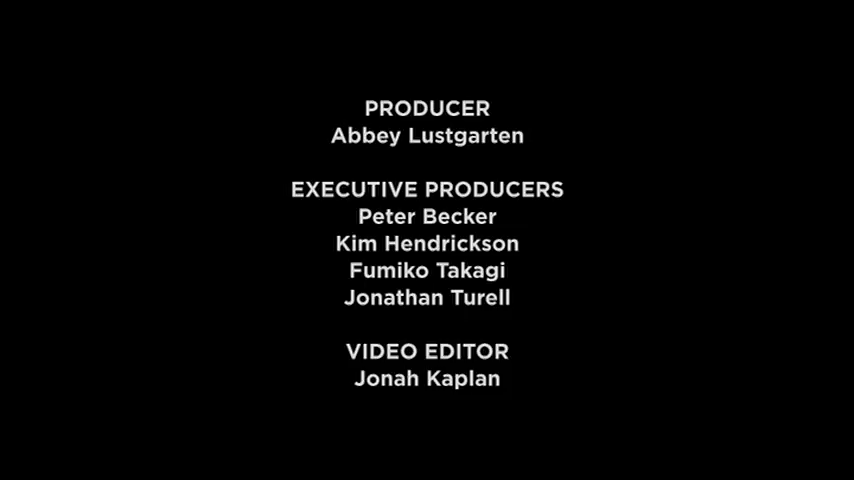 PRODUCER
Abbey Lustgarten
EXECUTIVE PRODUCERS
Peter Becker
Kim Hendrickson
Fumiko Takagi
Jonathan Turell
VIDEO EDITOR
Jonah Kaplan